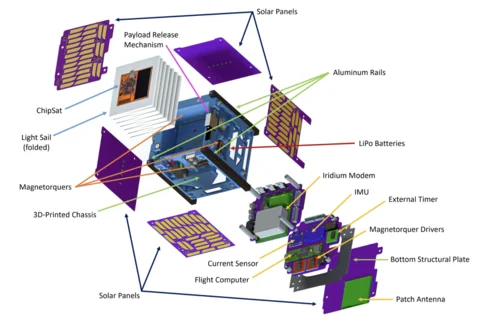 Solar Panels
Payload Release
Mechanism
Aluminum Rails
ChipSat
Light Sail
(folded)
LiPo Batteries
Iridium Modem
IMU
Magnetorquers
External Timer
3D-Printed Chassis
Magnetorquer Drivers
Current Sensor
Bottom Structural Plate
Flight Computer
Solar Panels
Patch Antenna